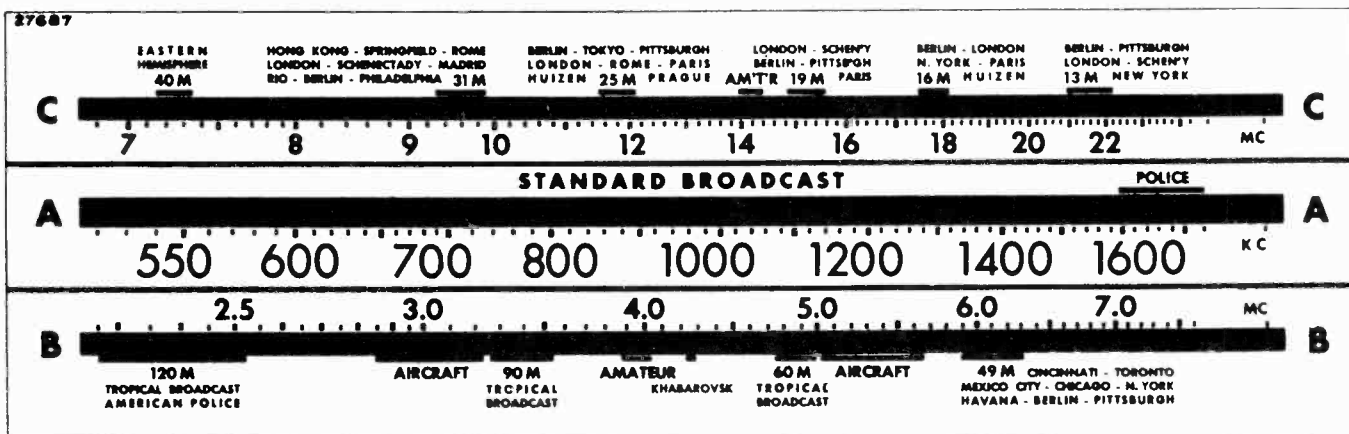 27687
EASTERN HONG KONG - SPRINGFIELD - ROME BERLIN - TOKYO - PITTSBURGH LONDON - SCHEN'Y BERLIN - LONDON BERLIN - PITTSBURGH
HEMISPHERE LONDON - SCHENECTADY - MADRID LONDON - ROME - PARIS BERLIN - PITTSB'GH N. YORK - PARIS LONDON - SCHEN'Y
40 M RIO - BERLIN - PHILADELPHIA 31 M HUIZEN 25 M PRAGUE AM'T'R 19 M PARIS 16 M HUIZEN 13 M NEW YORK
C C
7 8 9 10 12 14 16 18 20 22 MC
STANDARD BROADCAST POLICE
A A
550 600 700 800 1000 1200 1400 1600 KC
2.5 3.0 4.0 5.0 6.0 7.0 MC
B B
120 M AIRCRAFT 90 M AMATEUR 60 M AIRCRAFT 49 M CINCINNATI - TORONTO
TROPICAL BROADCAST TROPICAL KHABAROVSK TROPICAL MEXICO CITY - CHICAGO - N. YORK
AMERICAN POLICE BROADCAST BROADCAST HAVANA - BERLIN - PITTSBURGH